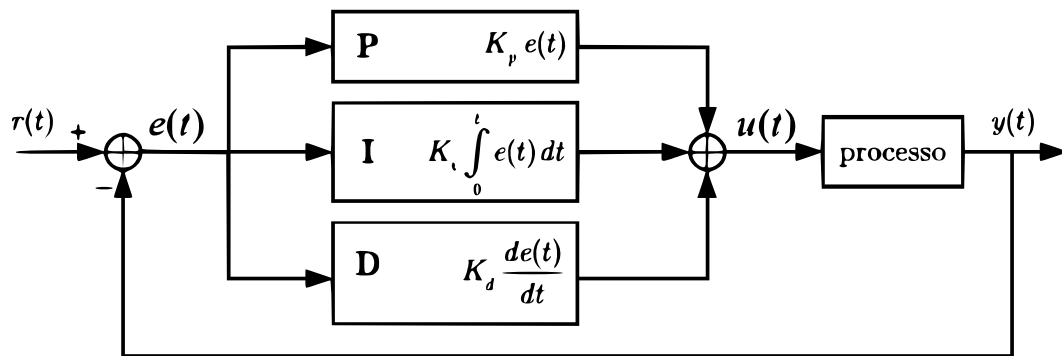 P K_p e(t)
r(t) + e(t)
I K_i ∫_0^t e(t) dt
u(t)
processo
y(t)
−
D K_d de(t)/dt